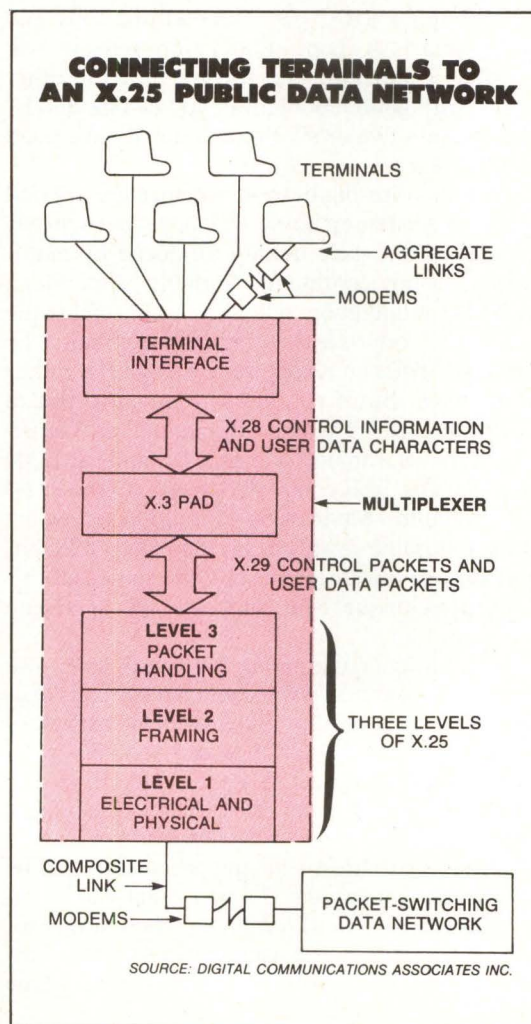 CONNECTING TERMINALS TO
AN X.25 PUBLIC DATA NETWORK
TERMINALS
AGGREGATE
LINKS
MODEMS
TERMINAL
INTERFACE
X.28 CONTROL INFORMATION
AND USER DATA CHARACTERS
X.3 PAD
MULTIPLEXER
X.29 CONTROL PACKETS AND
USER DATA PACKETS
LEVEL 3
PACKET
HANDLING
LEVEL 2
FRAMING
THREE LEVELS
OF X.25
LEVEL 1
ELECTRICAL AND
PHYSICAL
COMPOSITE
LINK
MODEMS
PACKET-SWITCHING
DATA NETWORK
SOURCE: DIGITAL COMMUNICATIONS ASSOCIATES INC.